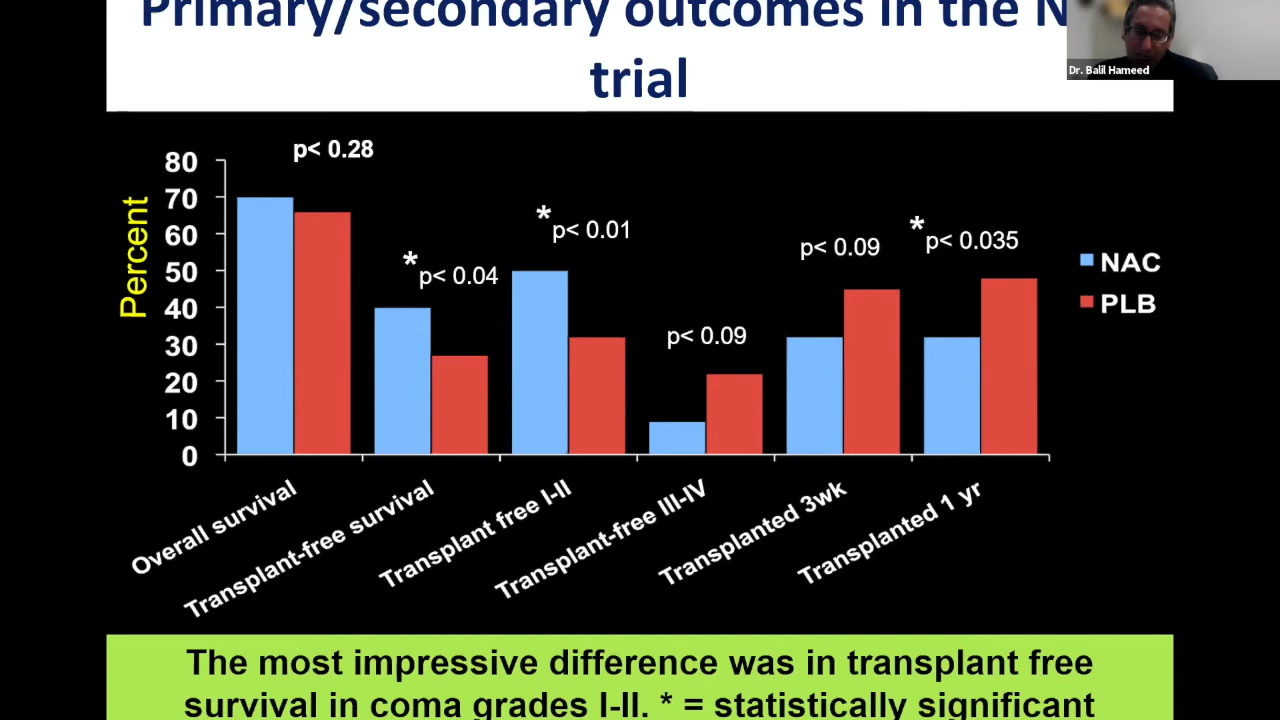 Primary/secondary outcomes in the N
trial
Dr. Balil Hameed
p< 0.28
80
70
60
50
40
30
20
10
0
Percent
*
p< 0.04
*
p< 0.01
p< 0.09
p< 0.09
*
p< 0.035
NAC
PLB
Overall survival
Transplant-free survival
Transplant free I-II
Transplant-free III-IV
Transplanted 3wk
Transplanted 1 yr
The most impressive difference was in transplant free
survival in coma grades I-II. * = statistically significant